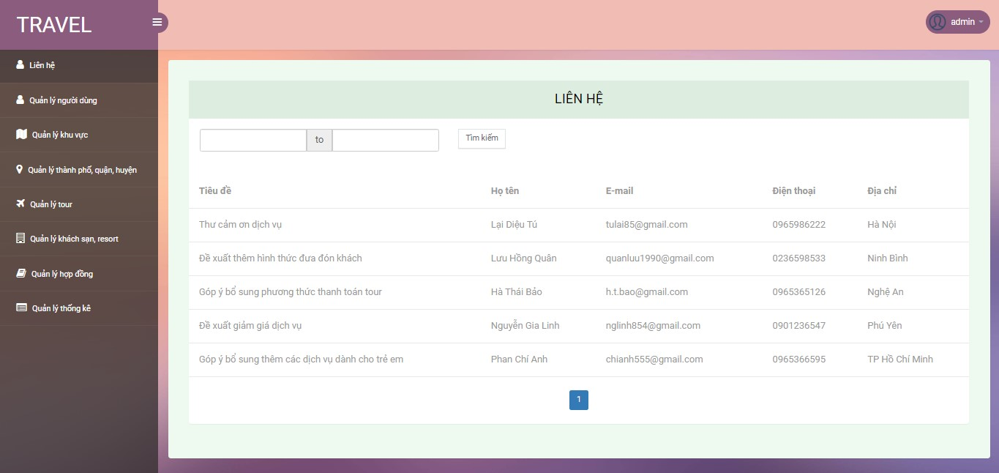 TRAVEL
admin
Liên hệ
Quản lý người dùng
Quản lý khu vực
Quản lý thành phố, quận, huyện
Quản lý tour
Quản lý khách sạn, resort
Quản lý hợp đồng
Quản lý thống kê
LIÊN HỆ
to Tìm kiếm
Tiêu đề Họ tên E-mail Điện thoại Địa chỉ
Thư cảm ơn dịch vụ Lại Diệu Tú tulai85@gmail.com 0965986222 Hà Nội
Đề xuất thêm hình thức đưa đón khách Lưu Hồng Quân quanluu1990@gmail.com 0236598533 Ninh Bình
Góp ý bổ sung phương thức thanh toán tour Hà Thái Bảo h.t.bao@gmail.com 0965365126 Nghệ An
Đề xuất giảm giá dịch vụ Nguyễn Gia Linh nglinh854@gmail.com 0901236547 Phú Yên
Góp ý bổ sung thêm các dịch vụ dành cho trẻ em Phan Chí Anh chianh555@gmail.com 0965366595 TP Hồ Chí Minh
1